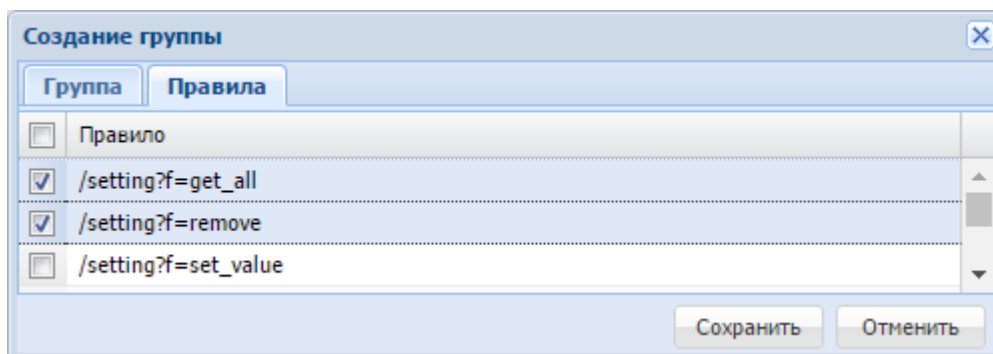 Создание группы
Группа Правила
Правило
/setting?f=get_all
/setting?f=remove
/setting?f=set_value
Сохранить Отменить